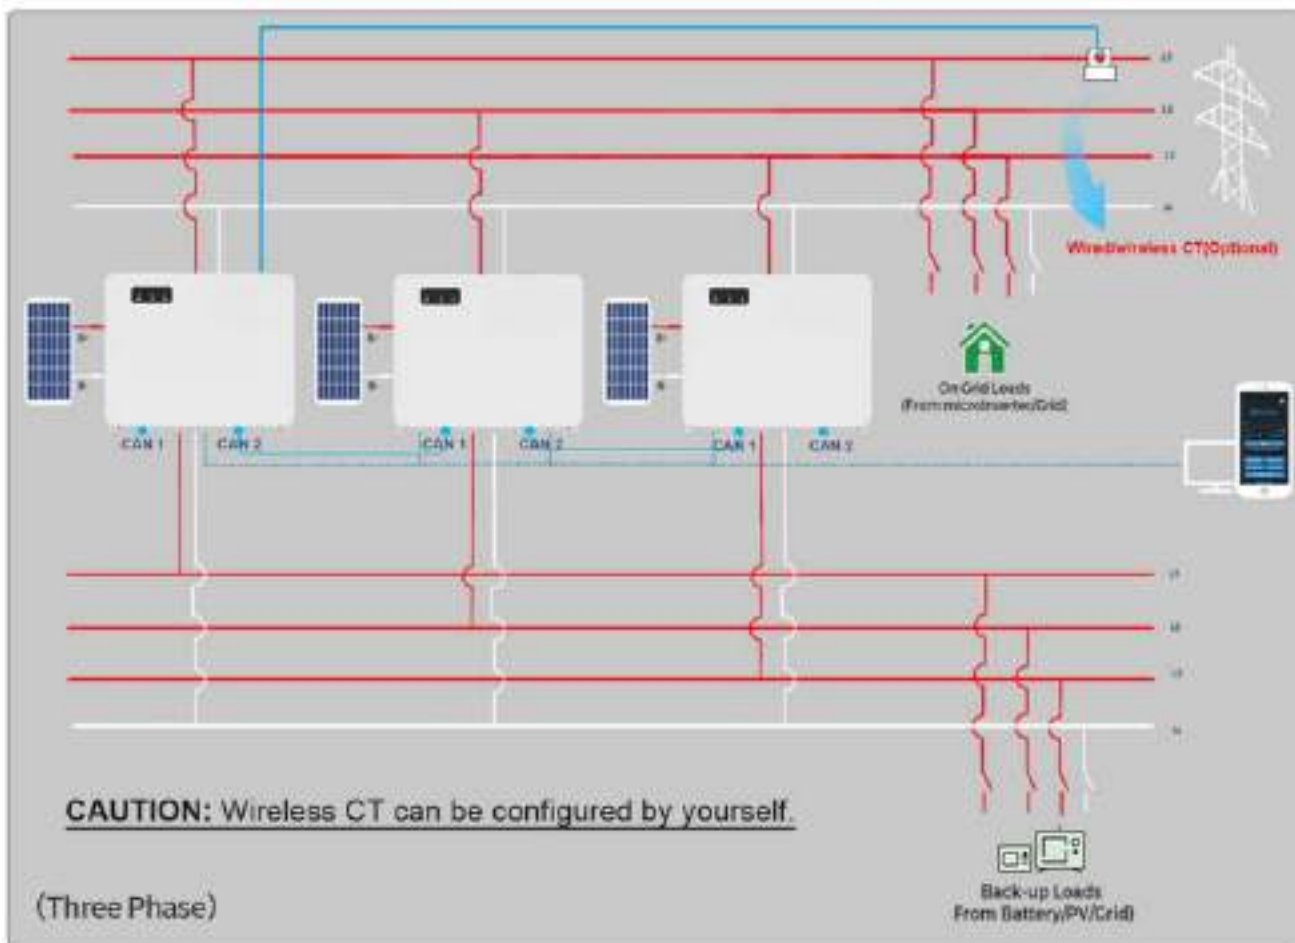 Wired/wireless CT(Optional)
On-Grid Loads
(From:microinverter/Grid)
CAN 1
CAN 2
CAN 1
CAN 2
CAN 1
CAN 2
CAUTION: Wireless CT can be configured by yourself.
Back-up Loads
From Battery/PV/Grid)
(Three Phase)